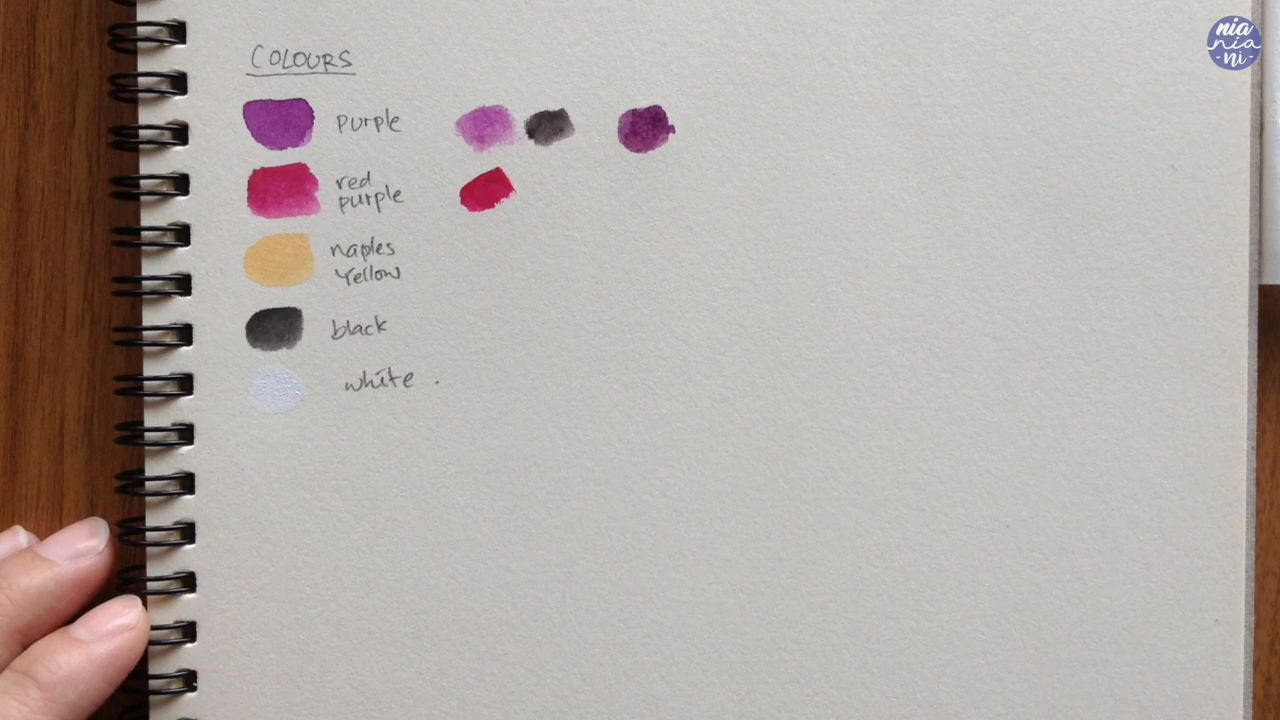 COLOURS
purple
red
purple
naples
Yellow
black
white .
nia
nia
-ni-